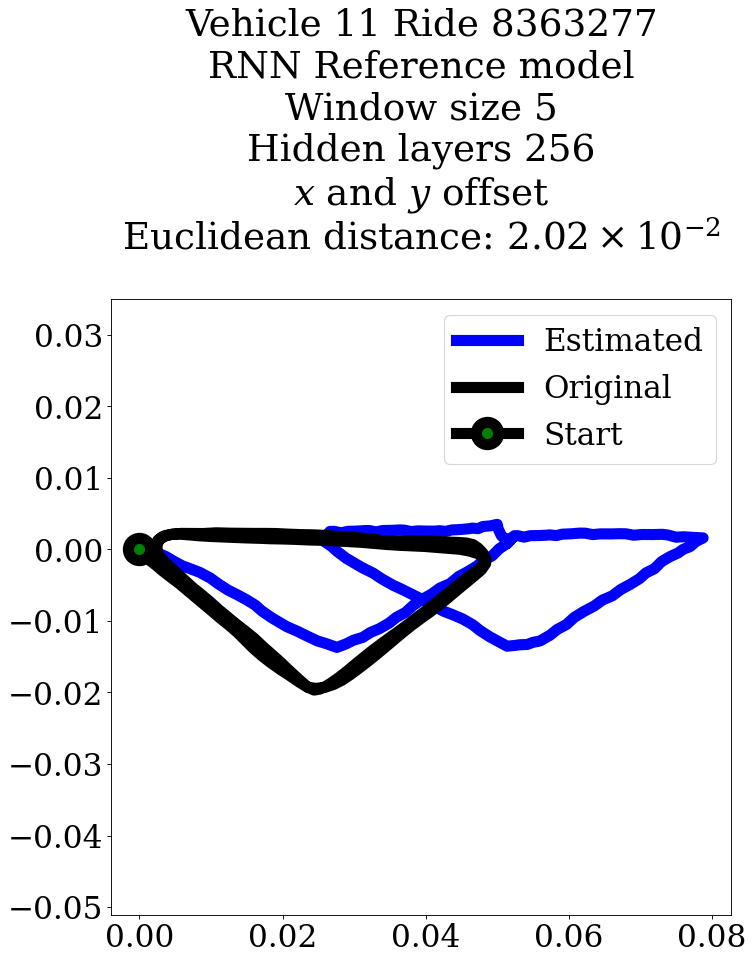 Vehicle 11 Ride 8363277
RNN Reference model
Window size 5
Hidden layers 256
x and y offset
Euclidean distance: 2.02 × 10⁻²
Estimated
Original
Start
0.03
0.02
0.01
0.00
−0.01
−0.02
−0.03
−0.04
−0.05
0.00 0.02 0.04 0.06 0.08